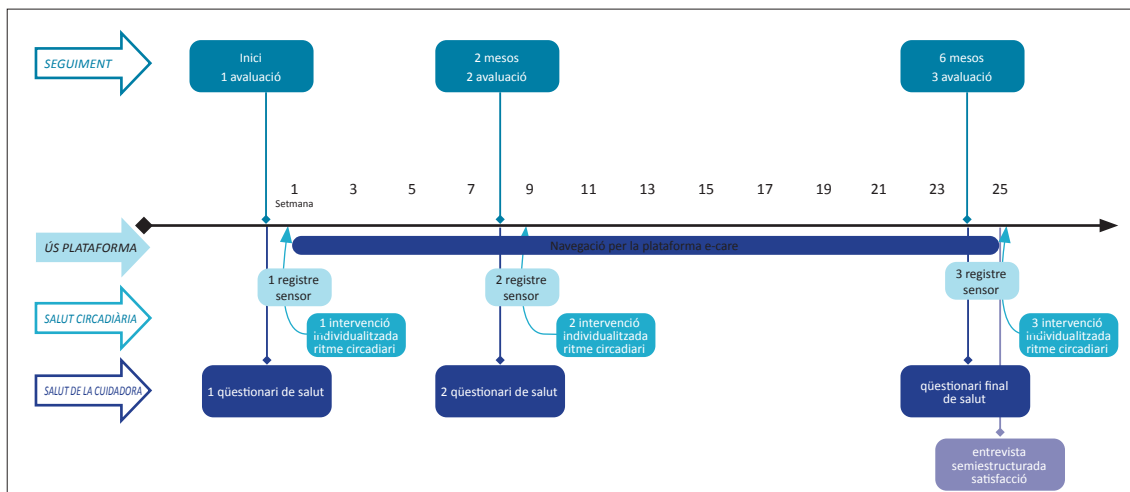 SEGUIMENT
Inici
1 avaluació
2 mesos
2 avaluació
6 mesos
3 avaluació
1 3 5 7 9 11 13 15 17 19 21 23 25
Setmana
ÚS PLATAFORMA
Navegació per la plataforma e-care
1 registre
sensor
2 registre
sensor
3 registre
sensor
SALUT CIRCADIÀRIA
1 intervenció
individualitzada
ritme circadiari
2 intervenció
individualitzada
ritme circadiari
3 intervenció
individualitzada
ritme circadiari
SALUT DE LA CUIDADORA
1 qüestionari de salut
2 qüestionari de salut
qüestionari final
de salut
entrevista
semiestructurada
satisfacció